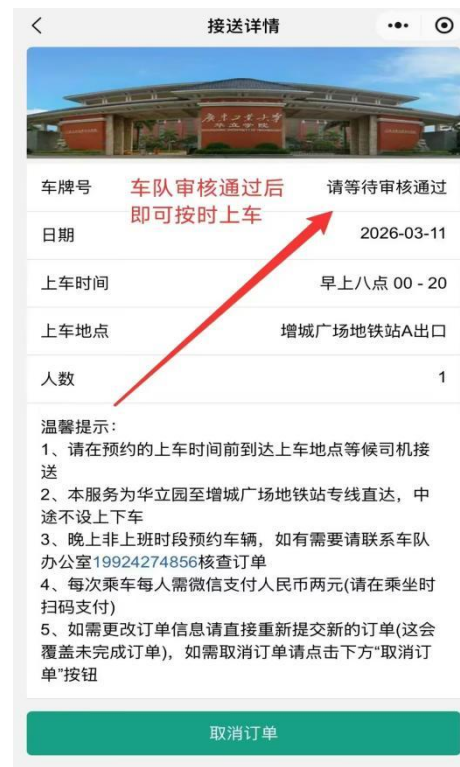 接送详情
廣東工業大學
华立学院
车牌号 请等待审核通过
车队审核通过后
即可按时上车
日期 2026-03-11
上车时间 早上八点 00 - 20
上车地点 增城广场地铁站A出口
人数 1
温馨提示：
1、请在预约的上车时间前到达上车地点等候司机接
送
2、本服务为华立园至增城广场地铁站专线直达，中
途不设上下车
3、晚上非上班时段预约车辆，如有需要请联系车队
办公室19924274856核查订单
4、每次乘车每人需微信支付人民币两元(请在乘坐时
扫码支付)
5、如需更改订单信息请直接重新提交新的订单(这会
覆盖未完成订单)，如需取消订单请点击下方“取消订
单”按钮
取消订单